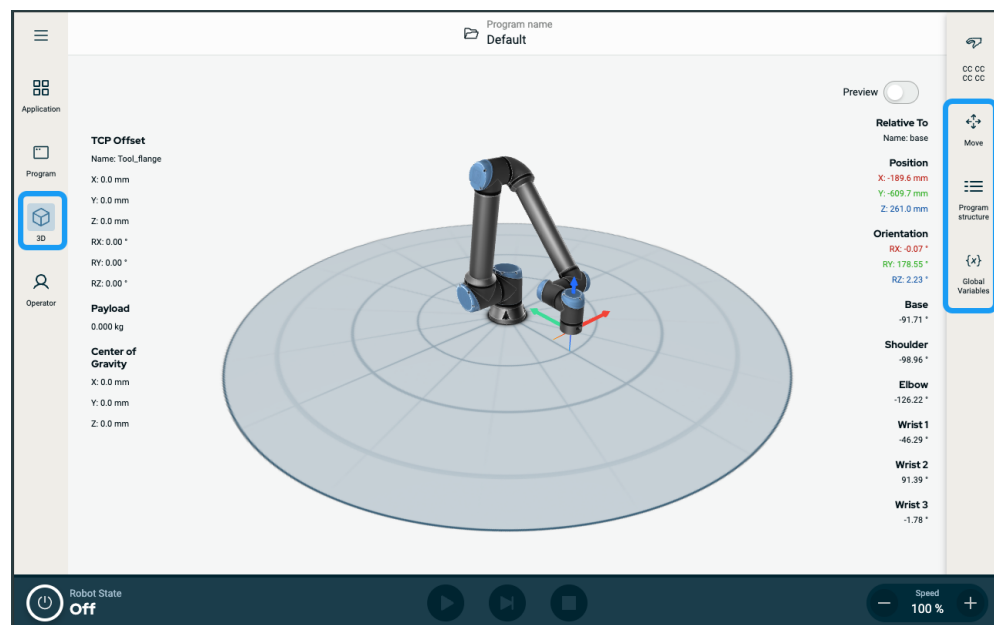 Program name
Default
Application
Program
3D
Operator
TCP Offset
Name: Tool_flange
X: 0.0 mm
Y: 0.0 mm
Z: 0.0 mm
RX: 0.00 °
RY: 0.00 °
RZ: 0.00 °
Payload
0.000 kg
Center of
Gravity
X: 0.0 mm
Y: 0.0 mm
Z: 0.0 mm
Preview
Relative To
Name: base
Position
X: -189.6 mm
Y: -609.7 mm
Z: 261.0 mm
Orientation
RX: -0.07 °
RY: 178.55 °
RZ: 2.23 °
Base
-91.71 °
Shoulder
-98.96 °
Elbow
-126.22 °
Wrist 1
-46.29 °
Wrist 2
91.39 °
Wrist 3
-1.78 °
CC CC
CC CC
Move
Program
structure
{x}
Global
Variables
Robot State
Off
Speed
100 %